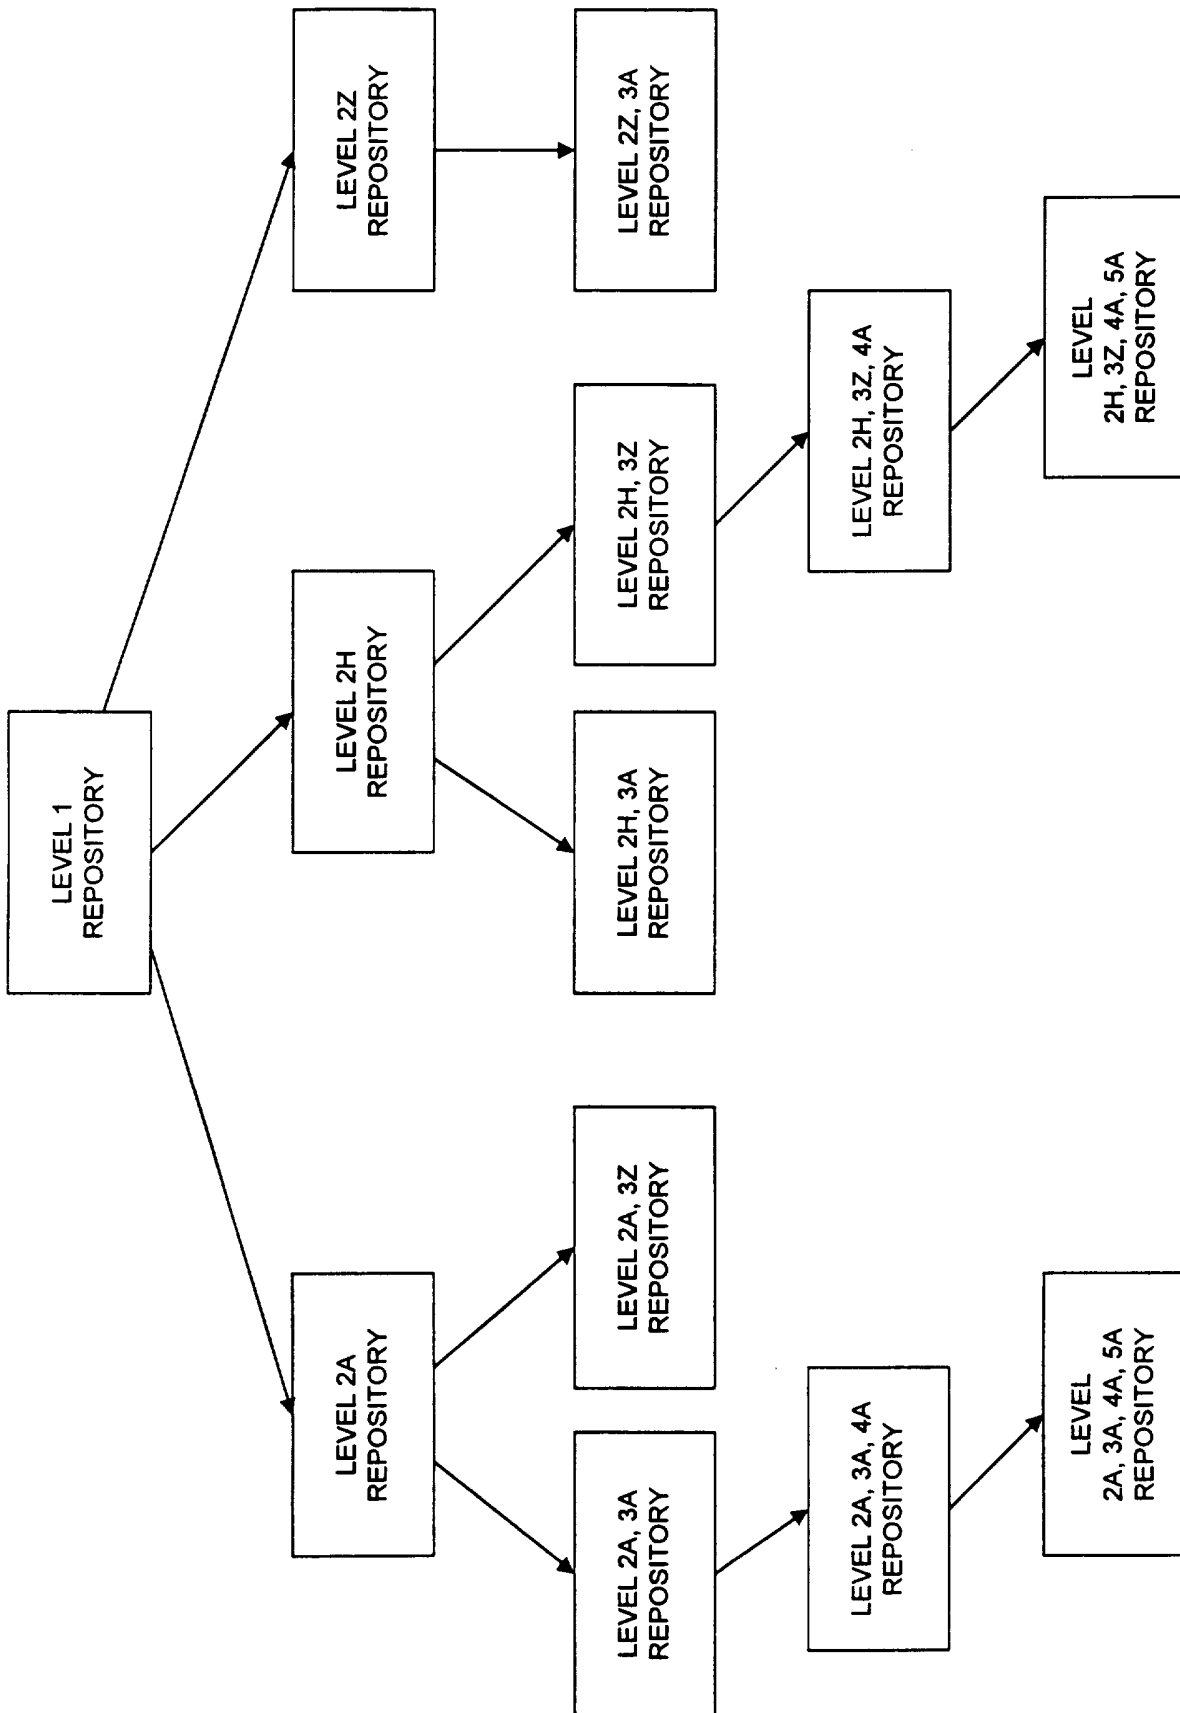 LEVEL 1
REPOSITORY
LEVEL 2A
REPOSITORY
LEVEL 2H
REPOSITORY
LEVEL 2Z
REPOSITORY
LEVEL 2A, 3A
REPOSITORY
LEVEL 2A, 3Z
REPOSITORY
LEVEL 2H, 3A
REPOSITORY
LEVEL 2H, 3Z
REPOSITORY
LEVEL 2Z, 3A
REPOSITORY
LEVEL 2A, 3A, 4A
REPOSITORY
LEVEL 2H, 3Z, 4A
REPOSITORY
LEVEL
2A, 3A, 4A, 5A
REPOSITORY
LEVEL
2H, 3Z, 4A, 5A
REPOSITORY